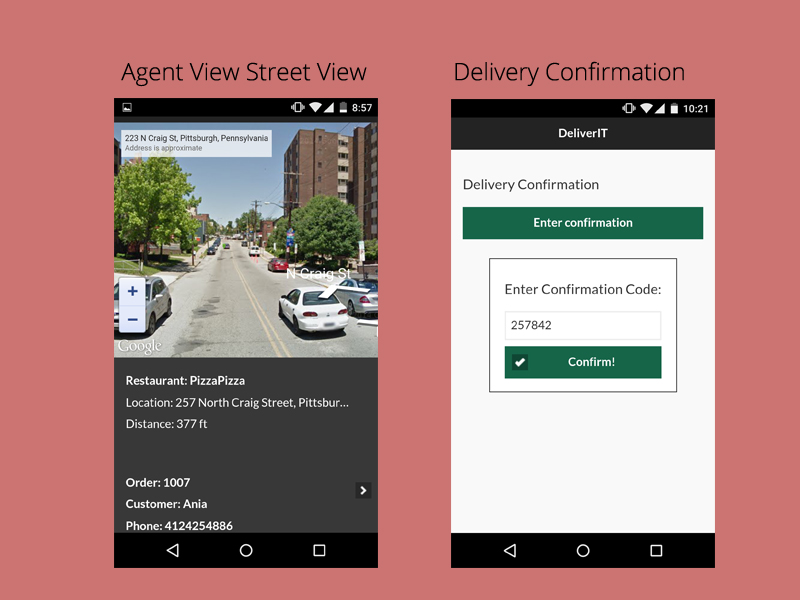 Agent View Street View
8:57
223 N Craig St, Pittsburgh, Pennsylvania
Address is approximate
N Craig St
+
−
Google
Restaurant: PizzaPizza
Location: 257 North Craig Street, Pittsbur...
Distance: 377 ft
Order: 1007
Customer: Ania
Phone: 4124254886
Delivery Confirmation
10:21
DeliverIT
Delivery Confirmation
Enter confirmation
Enter Confirmation Code:
257842
Confirm!